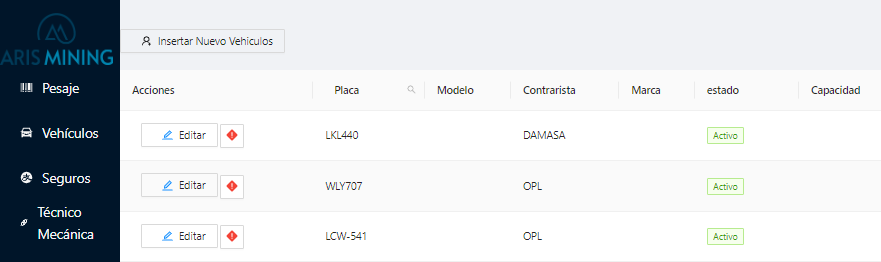 ARIS MINING
Insertar Nuevo Vehiculos
Pesaje
Vehículos
Seguros
Técnico
Mecánica
Acciones Placa Modelo Contrarista Marca estado Capacidad
Editar LKL440 DAMASA Activo
Editar WLY707 OPL Activo
Editar LCW-541 OPL Activo